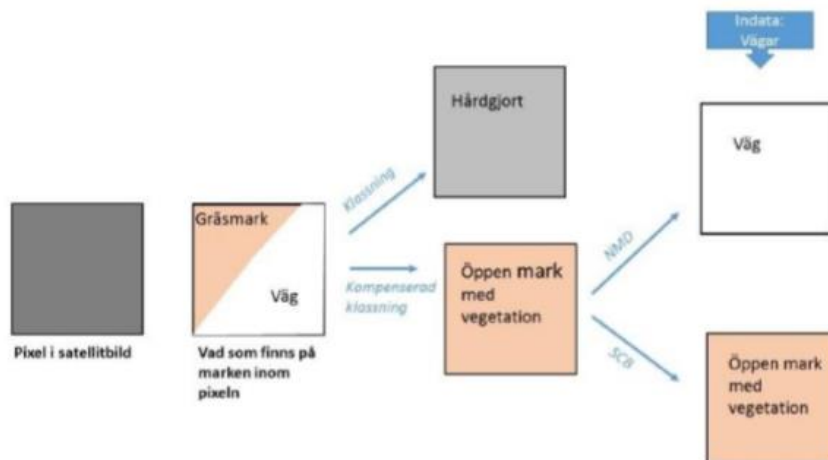 Indata:
Vägar
Hårdgjort
Väg
Klassning
Gräsmark
Väg
NMD
Öppen mark
med
vegetation
Kompenserad
klassning
SCB
Öppen mark
med
vegetation
Pixel i satellitbild
Vad som finns på
marken inom
pixeln